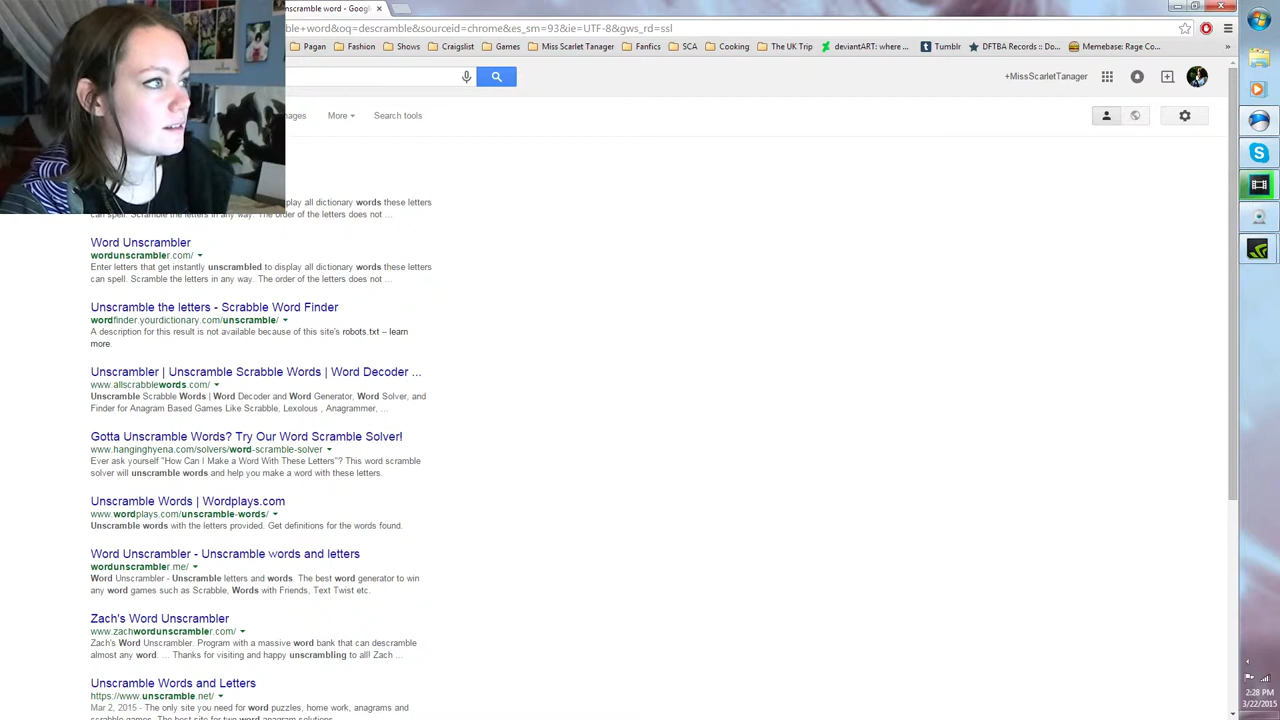 unscramble word - Google
ble+word&oq=descramble&sourceid=chrome&es_sm=93&ie=UTF-8&gws_rd=ssl
Pagan Fashion Shows Craigslist Miss Scarlet Tanager Fanfics SCA Cooking The UK Trip deviantART: where ... Tumblr DFTBA Records :: Do... Memebase: Rage Co...
+MissScarletTanager
More Search tools
play all dictionary words these letters
can spell. Scramble the letters in any way. The order of the letters does not ...
Word Unscrambler
wordunscrambler.com/
Enter letters that get instantly unscrambled to display all dictionary words these letters
can spell. Scramble the letters in any way. The order of the letters does not ...
Unscramble the letters - Scrabble Word Finder
wordfinder.yourdictionary.com/unscramble/
A description for this result is not available because of this site's robots.txt – learn
more.
Unscrambler | Unscramble Scrabble Words | Word Decoder ...
www.allscrabblewords.com/
Unscramble Scrabble Words | Word Decoder and Word Generator, Word Solver, and
Finder for Anagram Based Games Like Scrabble, Lexolous , Anagrammer, ...
Gotta Unscramble Words? Try Our Word Scramble Solver!
www.hanginghyena.com/solvers/word-scramble-solver
Ever ask yourself "How Can I Make a Word With These Letters"? This word scramble
solver will unscramble words and help you make a word with these letters.
Unscramble Words | Wordplays.com
www.wordplays.com/unscramble-words/
Unscramble words with the letters provided. Get definitions for the words found.
Word Unscrambler - Unscramble words and letters
wordunscrambler.me/
Word Unscrambler - Unscramble letters and words. The best word generator to win
any word games such as Scrabble, Words with Friends, Text Twist etc.
Zach's Word Unscrambler
www.zachwordunscrambler.com/
Zach's Word Unscrambler. Program with a massive word bank that can descramble
almost any word. ... Thanks for visiting and happy unscrambling to all! Zach ...
Unscramble Words and Letters
https://www.unscramble.net/
Mar 2, 2015 - The only site you need for word puzzles, home work, anagrams and
scrabble games. The best site for two word anagram solutions.
2:28 PM
3/22/2015